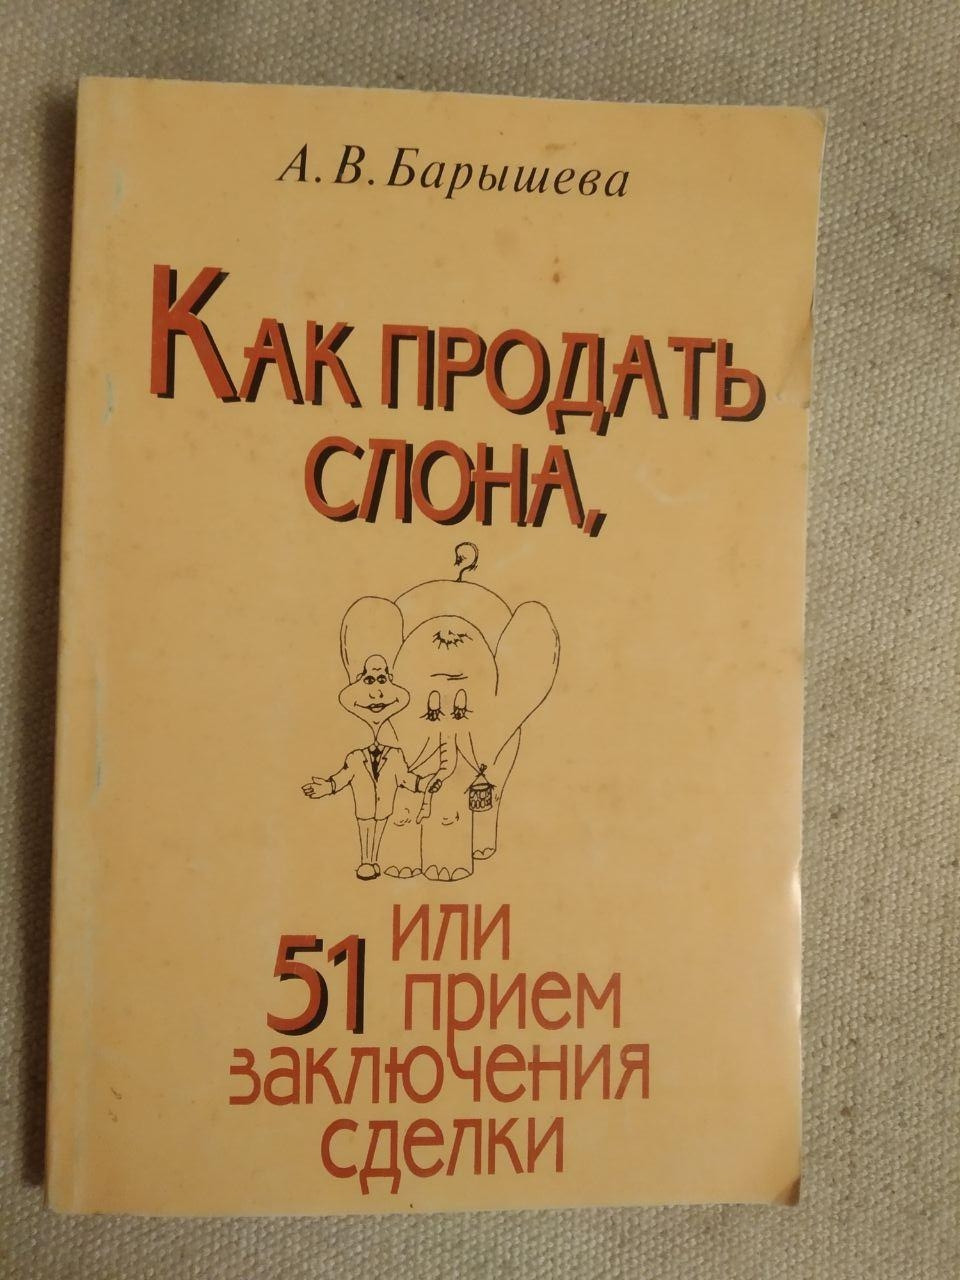 А. В. Барышева
Как продать
слона,
или
51 прием
заключения
сделки